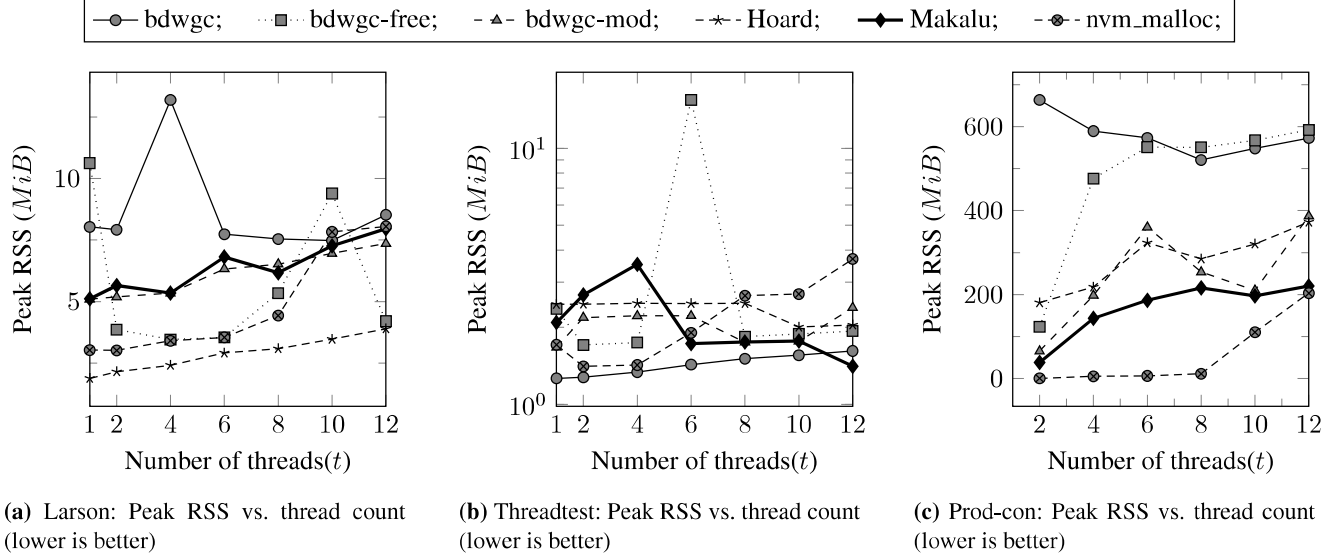 bdwgc; bdwgc-free; bdwgc-mod; Hoard; Makalu; nvm_malloc;
Peak RSS (MiB)
10
5
1 2 4 6 8 10 12
Number of threads(t)
(a) Larson: Peak RSS vs. thread count
(lower is better)
Peak RSS (MiB)
10^1
10^0
1 2 4 6 8 10 12
Number of threads(t)
(b) Threadtest: Peak RSS vs. thread count
(lower is better)
Peak RSS (MiB)
600
400
200
0
2 4 6 8 10 12
Number of threads(t)
(c) Prod-con: Peak RSS vs. thread count
(lower is better)